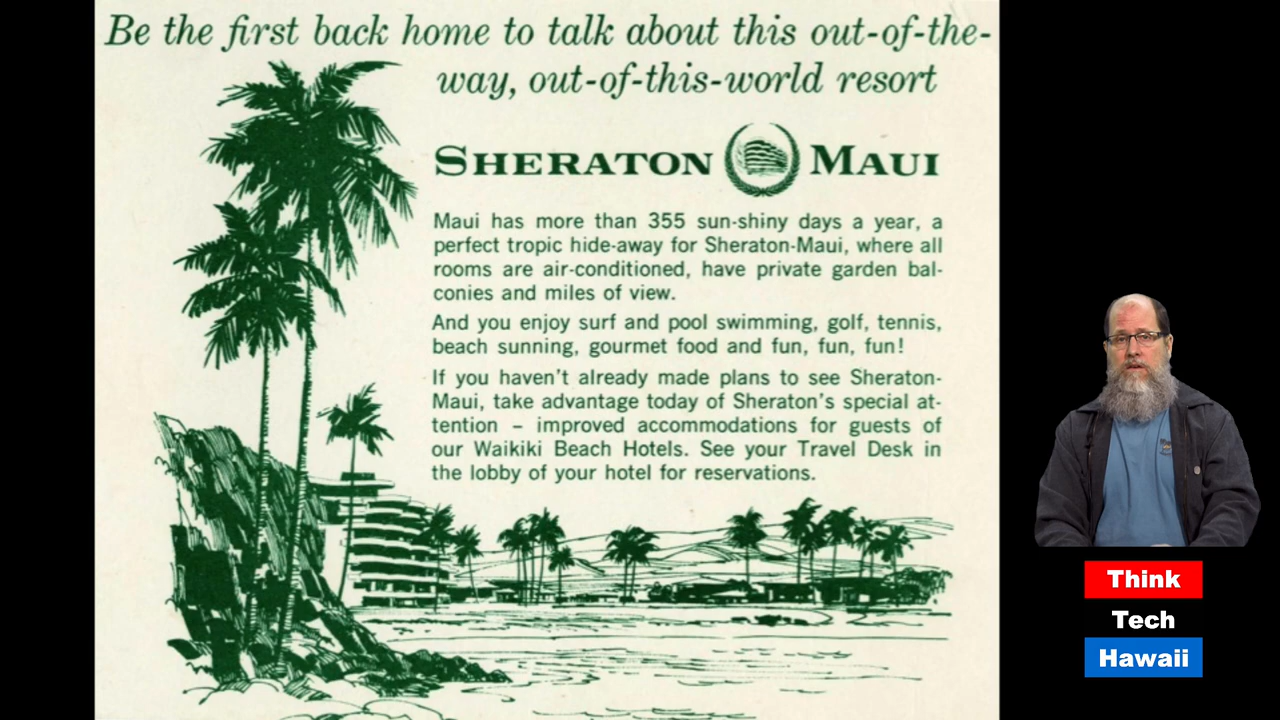 Be the first back home to talk about this out-of-the-
way, out-of-this-world resort
SHERATON MAUI
Maui has more than 355 sun-shiny days a year, a
perfect tropic hide-away for Sheraton-Maui, where all
rooms are air-conditioned, have private garden bal-
conies and miles of view.
And you enjoy surf and pool swimming, golf, tennis,
beach sunning, gourmet food and fun, fun, fun!
If you haven't already made plans to see Sheraton-
Maui, take advantage today of Sheraton's special at-
tention – improved accommodations for guests of
our Waikiki Beach Hotels. See your Travel Desk in
the lobby of your hotel for reservations.
Think
Tech
Hawaii